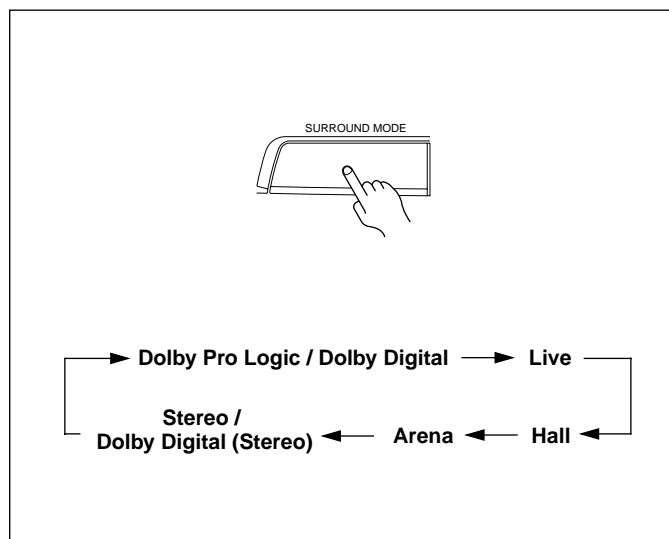 SURROUND MODE
Dolby Pro Logic / Dolby Digital Live
Stereo /
Dolby Digital (Stereo) Arena Hall